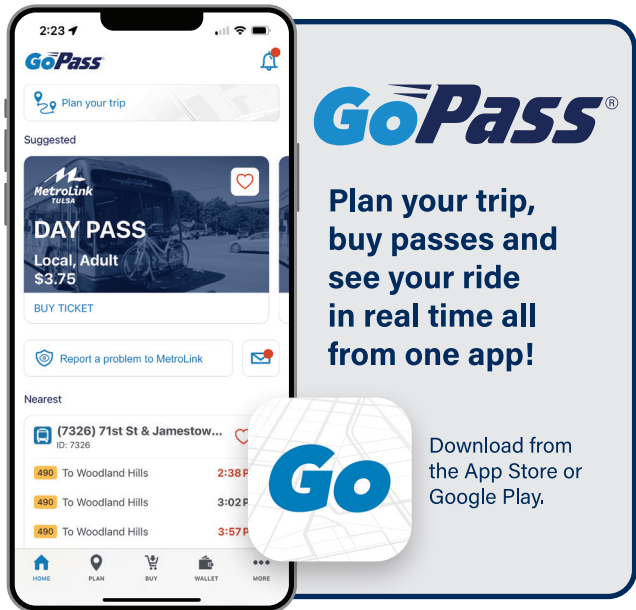 2:23
GoPass
Plan your trip
Suggested
MetroLink
TULSA
DAY PASS
Local, Adult
$3.75
BUY TICKET
Report a problem to MetroLink
Nearest
(7326) 71st St & Jamestow...
ID: 7326
490 To Woodland Hills 2:38 P
490 To Woodland Hills 3:02 P
490 To Woodland Hills 3:57 P
HOME PLAN BUY WALLET MORE
GoPass®
Plan your trip,
buy passes and
see your ride
in real time all
from one app!
Go
Download from
the App Store or
Google Play.